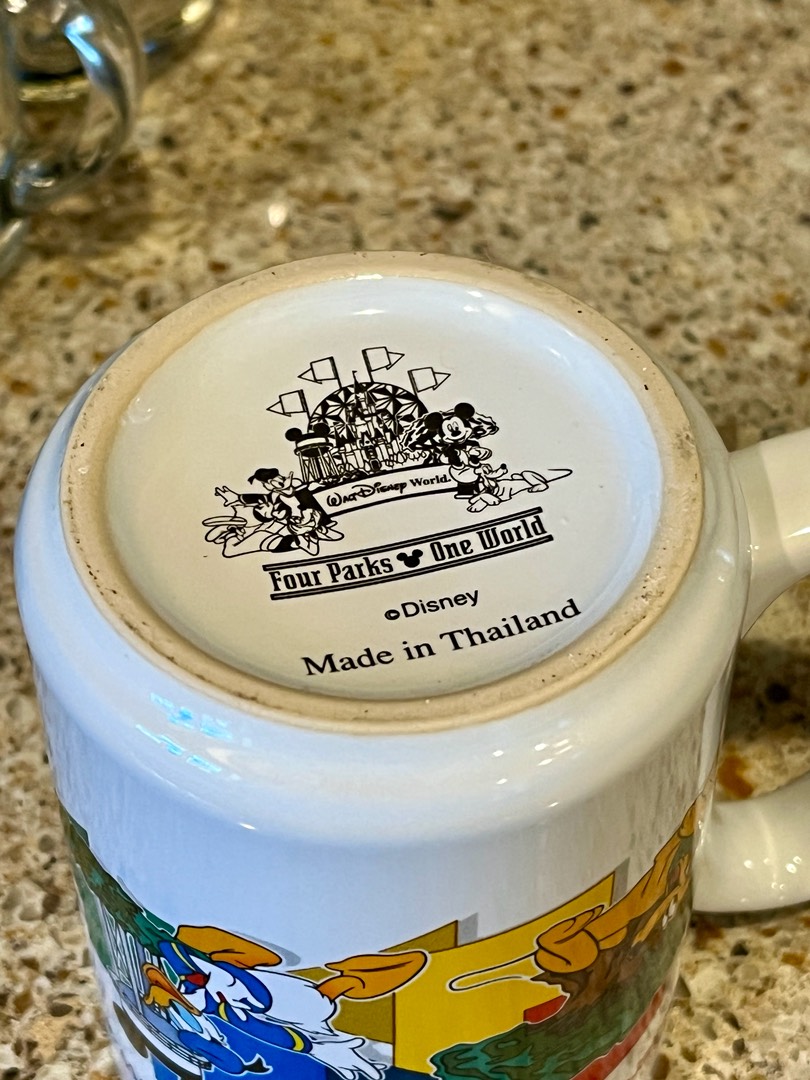 Walt Disney World.
Four Parks One World
©Disney
Made in Thailand